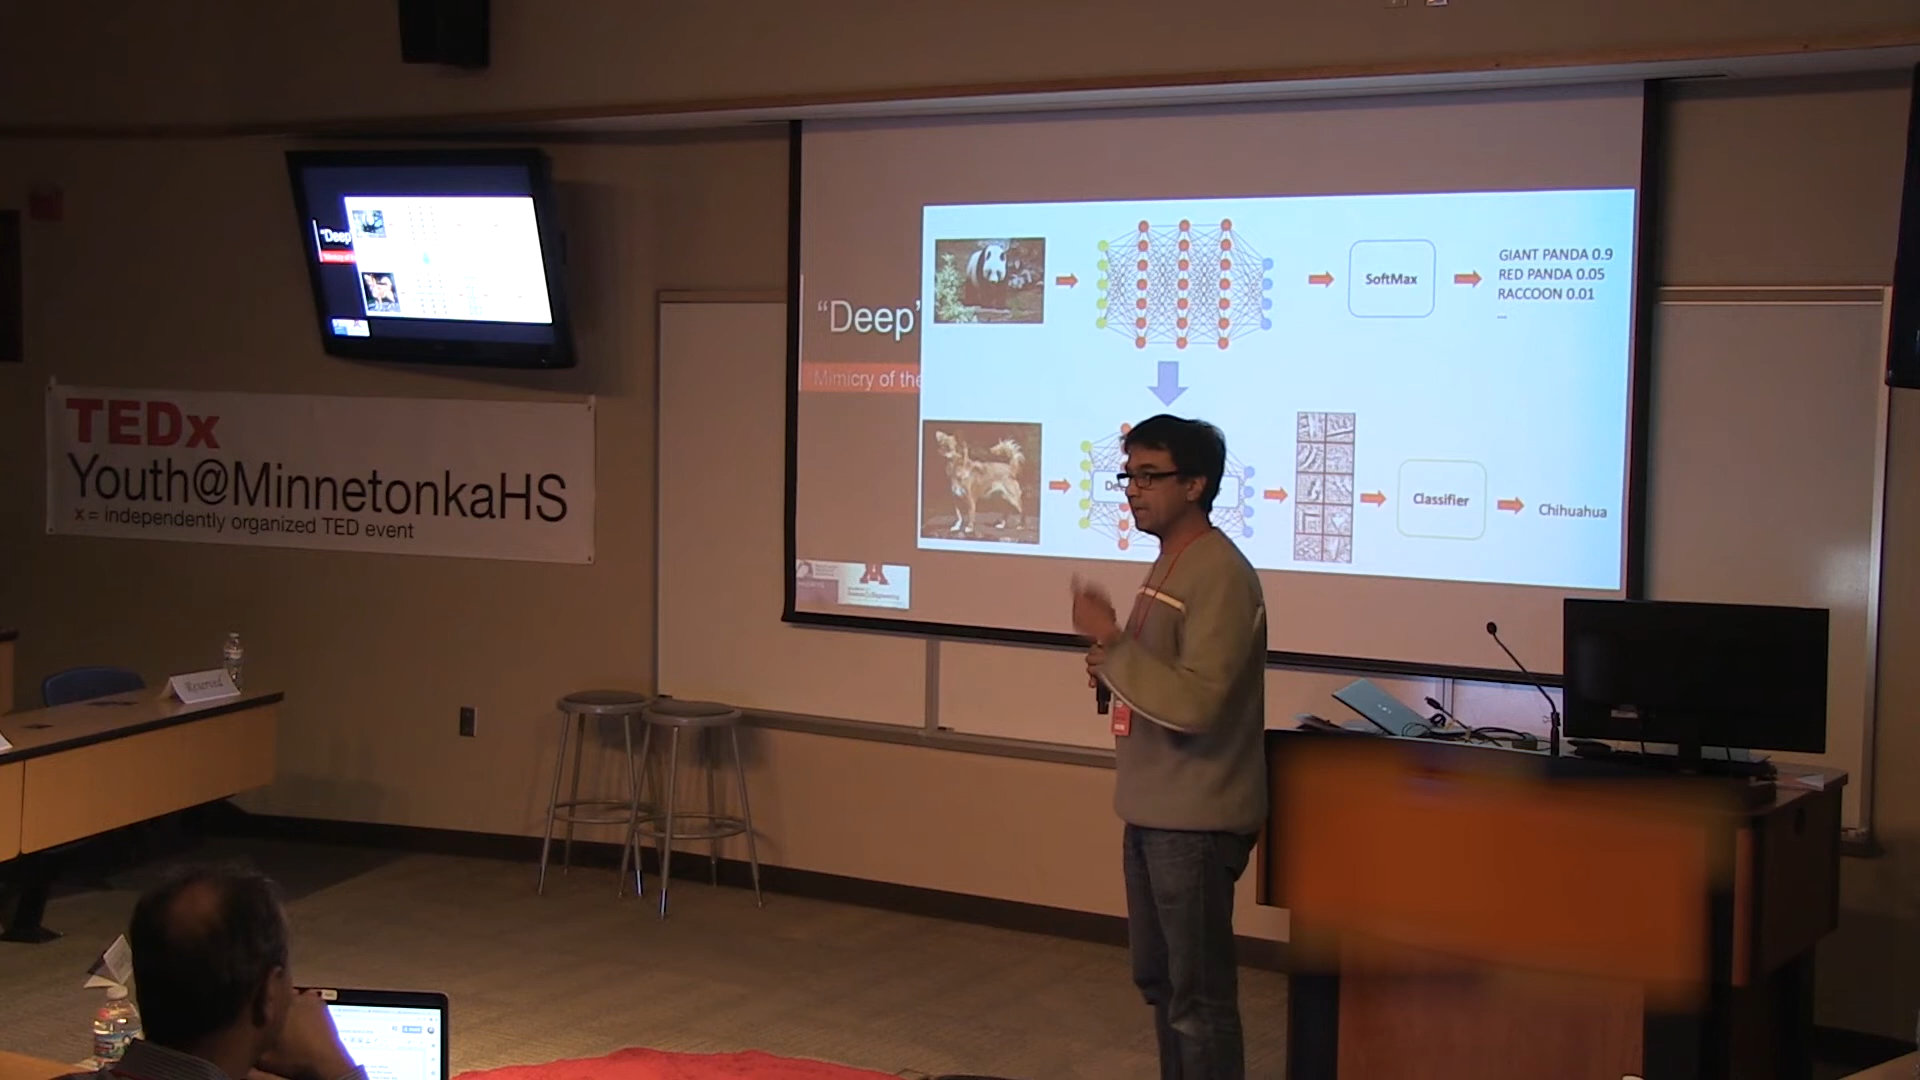 "Deep
TEDx
Youth@MinnetonkaHS
x = independently organized TED event
"Deep"
Mimicry of the
SoftMax
GIANT PANDA 0.9
RED PANDA 0.05
RACCOON 0.01
...
Classifier
Chihuahua
Reserved